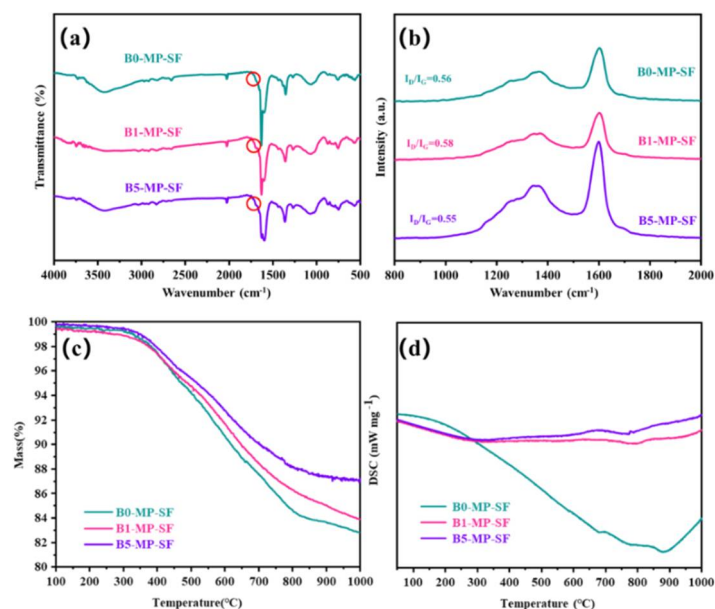 (a)
B0-MP-SF
B1-MP-SF
B5-MP-SF
Transmittance (%)
4000 3500 3000 2500 2000 1500 1000 500
Wavenumber (cm-1)
(b)
I_D/I_G=0.56
B0-MP-SF
I_D/I_G=0.58
B1-MP-SF
I_D/I_G=0.55
B5-MP-SF
Intensity (a.u.)
800 1000 1200 1400 1600 1800 2000
Wavenumber (cm-1)
(c)
100
98
96
94
92
90
88
86
84
82
80
Mass(%)
B0-MP-SF
B1-MP-SF
B5-MP-SF
100 200 300 400 500 600 700 800 900 1000
Temperature(°C)
(d)
DSC (mW mg-1)
B0-MP-SF
B1-MP-SF
B5-MP-SF
100 200 300 400 500 600 700 800 900 1000
Temperature(°C)